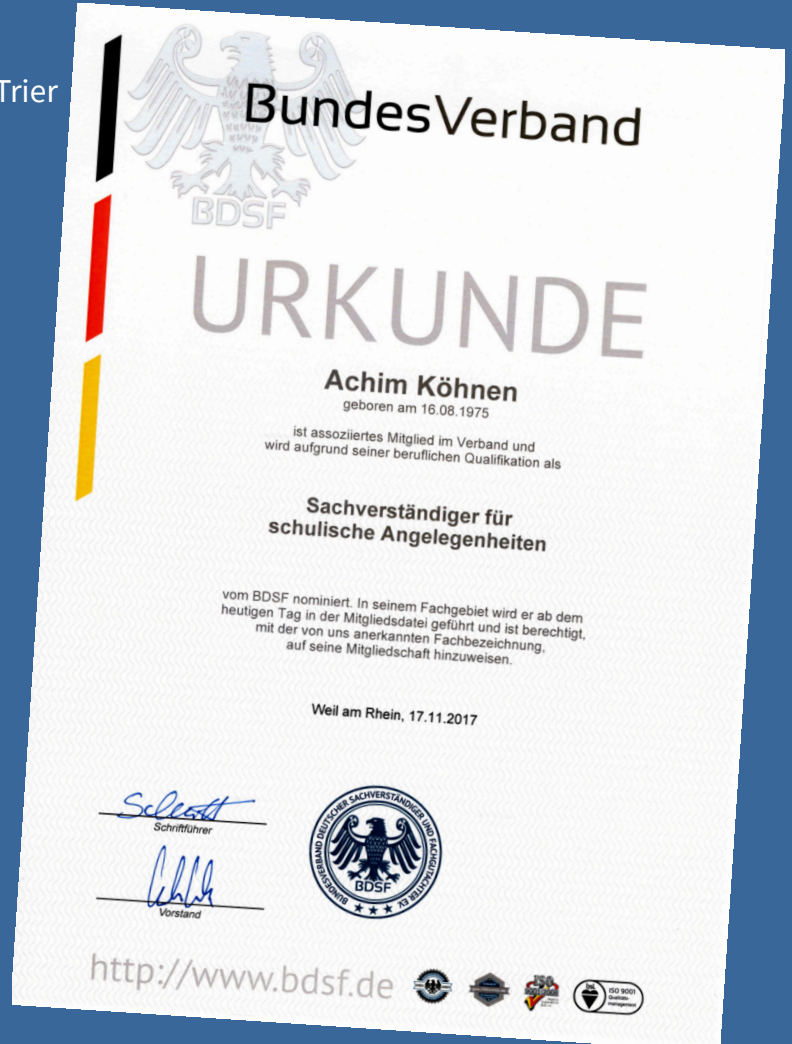 Trier
BundesVerband
BDSF
URKUNDE
Achim Köhnen
geboren am 16.08.1975
ist assoziiertes Mitglied im Verband und
wird aufgrund seiner beruflichen Qualifikation als
Sachverständiger für
schulische Angelegenheiten
vom BDSF nominiert. In seinem Fachgebiet wird er ab dem
heutigen Tag in der Mitgliedsdatei geführt und ist berechtigt,
mit der von uns anerkannten Fachbezeichnung,
auf seine Mitgliedschaft hinzuweisen.
Weil am Rhein, 17.11.2017
Schriftführer
Vorstand
BUNDESVERBAND DEUTSCHER SACHVERSTÄNDIGER UND FACHGUTACHTER EV.
BDSF
http://www.bdsf.de
ISO
bsi.
ISO 9001
Qualitäts-
management